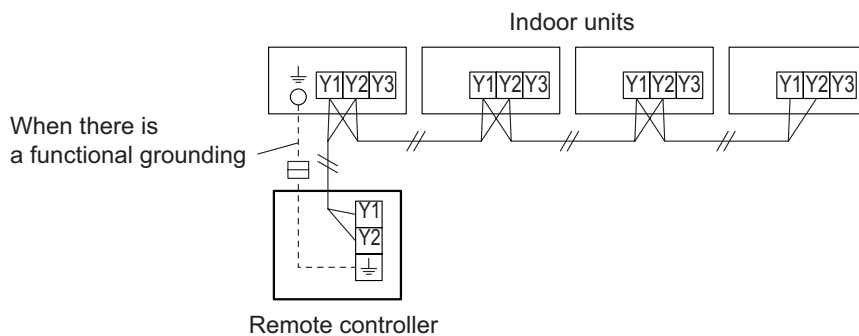 Indoor units
Y1 Y2 Y3 Y1 Y2 Y3 Y1 Y2 Y3 Y1 Y2 Y3
When there is
a functional grounding
Y1
Y2
Remote controller